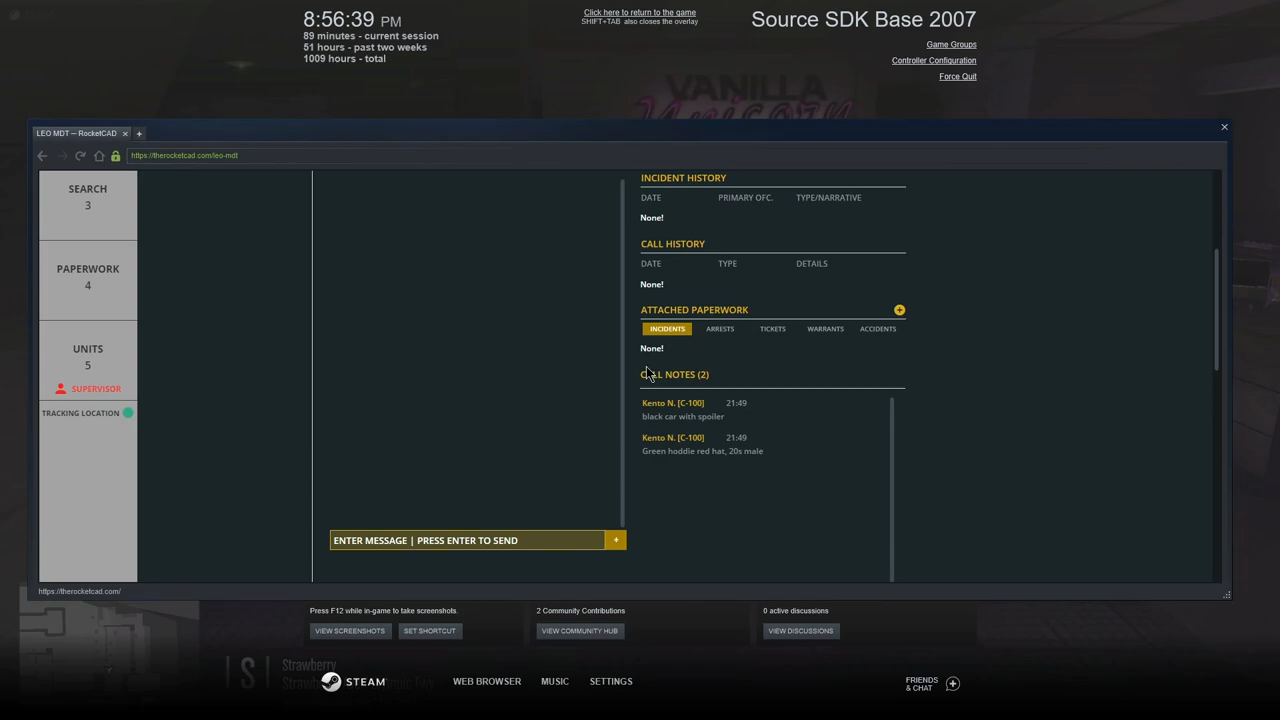 8:56:39 PM
89 minutes - current session
51 hours - past two weeks
1009 hours - total
Click here to return to the game
SHIFT+TAB also closes the overlay
Source SDK Base 2007
Game Groups
Controller Configuration
Force Quit
VANILLA
Unicorn
LEO MDT — RocketCAD
https://therocketcad.com/leo-mdt
SEARCH
3
PAPERWORK
4
UNITS
5
SUPERVISOR
TRACKING LOCATION
ENTER MESSAGE | PRESS ENTER TO SEND
+
INCIDENT HISTORY
DATE PRIMARY OFC. TYPE/NARRATIVE
None!
CALL HISTORY
DATE TYPE DETAILS
None!
ATTACHED PAPERWORK
INCIDENTS ARRESTS TICKETS WARRANTS ACCIDENTS
None!
CALL NOTES (2)
Kento N. [C-100] 21:49
black car with spoiler
Kento N. [C-100] 21:49
Green hoddie red hat, 20s male
https://therocketcad.com/
Press F12 while in-game to take screenshots.
VIEW SCREENSHOTS SET SHORTCUT
2 Community Contributions
VIEW COMMUNITY HUB
0 active discussions
VIEW DISCUSSIONS
S
Strawberry
STEAM
WEB BROWSER MUSIC SETTINGS
FRIENDS
& CHAT